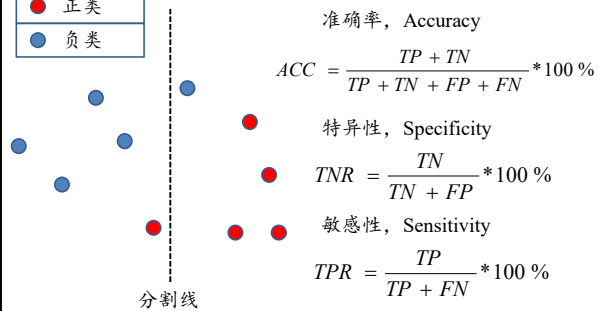 正类
负类
准确率，Accuracy
ACC = TP + TN / TP + TN + FP + FN *100 %
特异性，Specificity
TNR = TN / TN + FP *100 %
敏感性，Sensitivity
TPR = TP / TP + FN *100 %
分割线